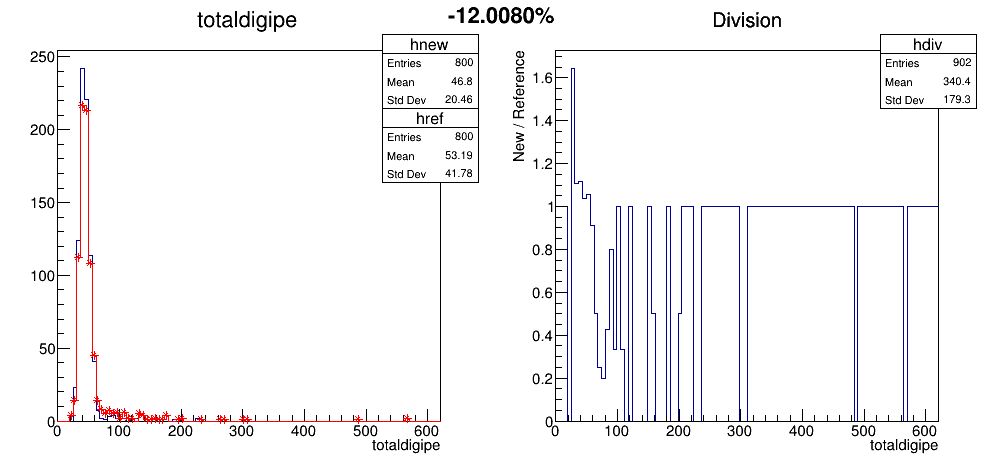 totaldigipe
-12.0080%
Division
hnew
Entries 800
Mean 46.8
Std Dev 20.46
href
Entries 800
Mean 53.19
Std Dev 41.78
250
200
150
100
50
0
0 100 200 300 400 500 600
totaldigipe
hdiv
Entries 902
Mean 340.4
Std Dev 179.3
New / Reference
1.6
1.4
1.2
1
0.8
0.6
0.4
0.2
0
0 100 200 300 400 500 600
totaldigipe